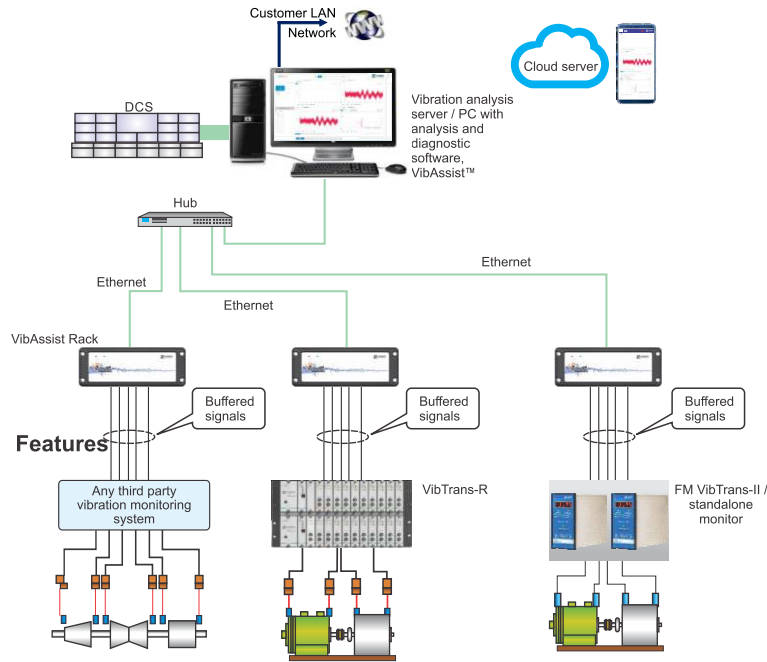 Customer LAN
Network
Cloud server
DCS
Vibration analysis
server / PC with
analysis and
diagnostic
software,
VibAssist™
Hub
Ethernet
Ethernet
Ethernet
VibAssist Rack
Buffered
signals
Buffered
signals
Buffered
signals
Features
Any third party
vibration monitoring
system
VibTrans-R
FM VibTrans-II /
standalone
monitor